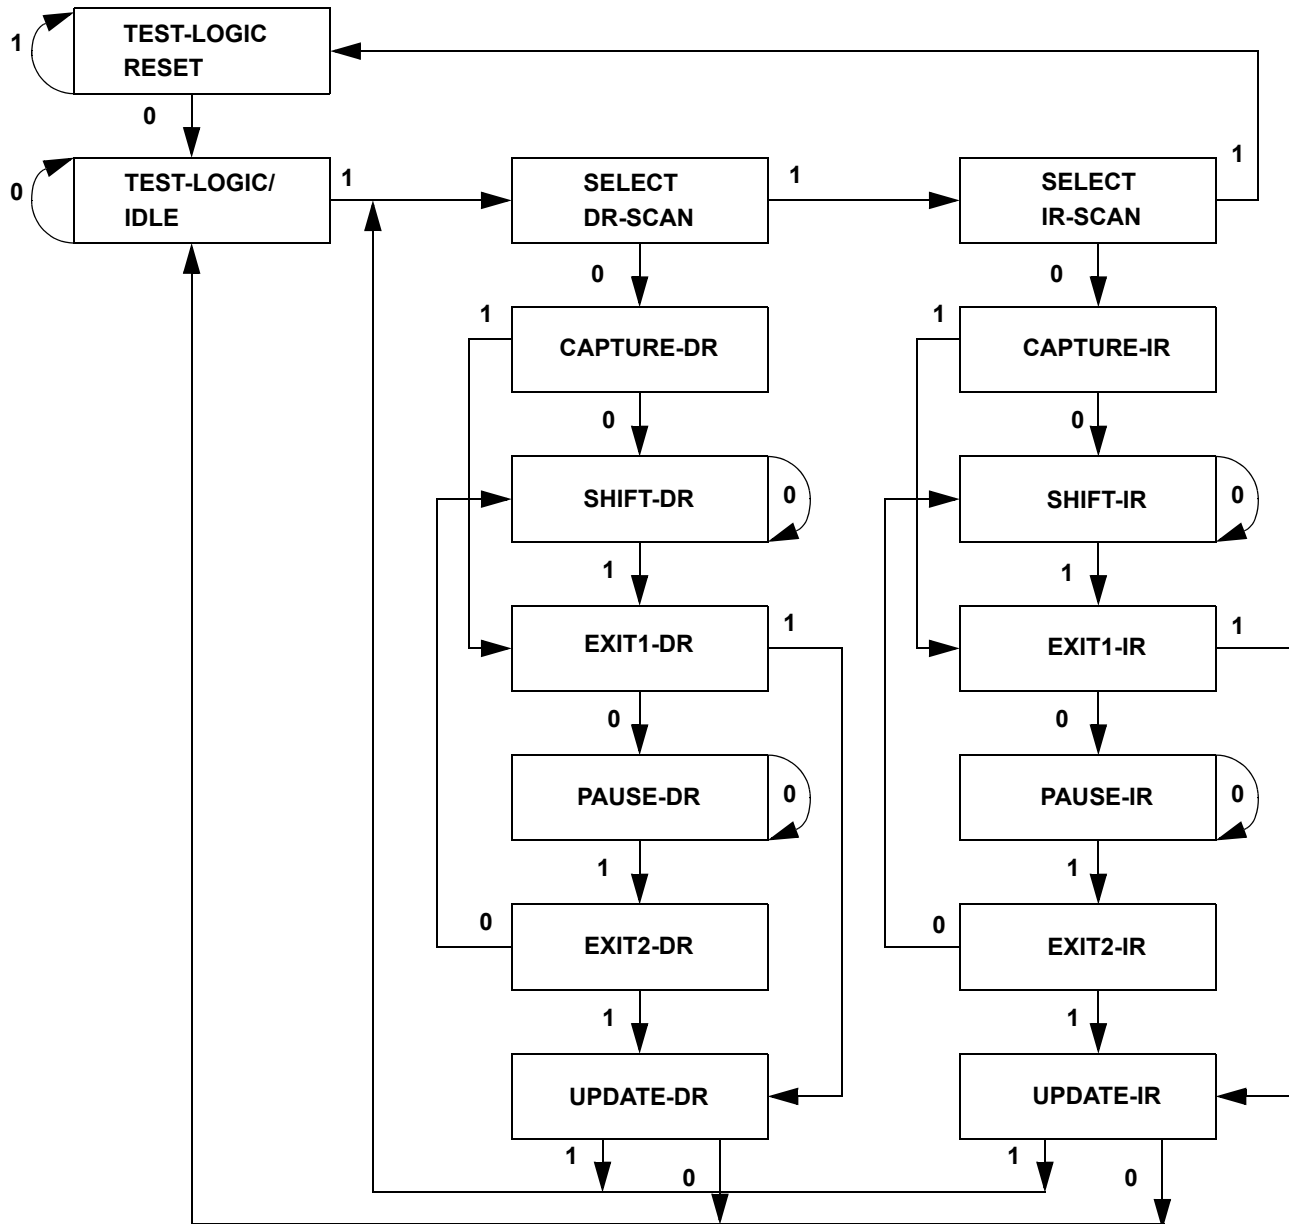 1
TEST-LOGIC
RESET
0
0
TEST-LOGIC/
IDLE
1
SELECT
DR-SCAN
1
SELECT
IR-SCAN
1
0
0
1
CAPTURE-DR
1
CAPTURE-IR
0
0
SHIFT-DR
0
SHIFT-IR
0
1
1
EXIT1-DR
1
EXIT1-IR
1
0
0
PAUSE-DR
0
PAUSE-IR
0
1
1
0
EXIT2-DR
0
EXIT2-IR
1
1
UPDATE-DR
UPDATE-IR
1
0
1
0